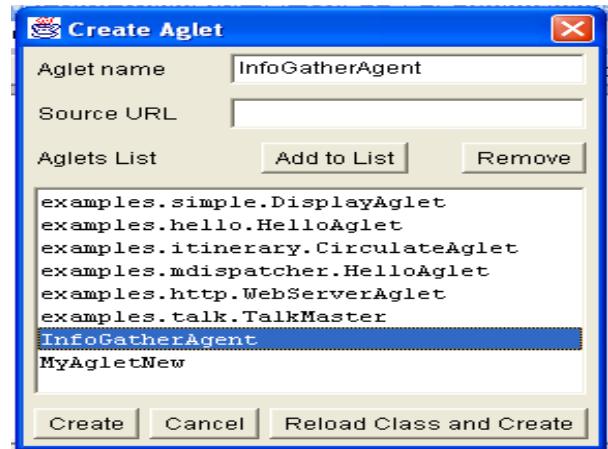 Create Aglet
Aglet name InfoGatherAgent
Source URL
Aglets List Add to List Remove
examples.simple.DisplayAglet
examples.hello.HelloAglet
examples.itinerary.CirculateAglet
examples.mdispatcher.HelloAglet
examples.http.WebServerAglet
examples.talk.TalkMaster
InfoGatherAgent
MyAgletNew
Create Cancel Reload Class and Create